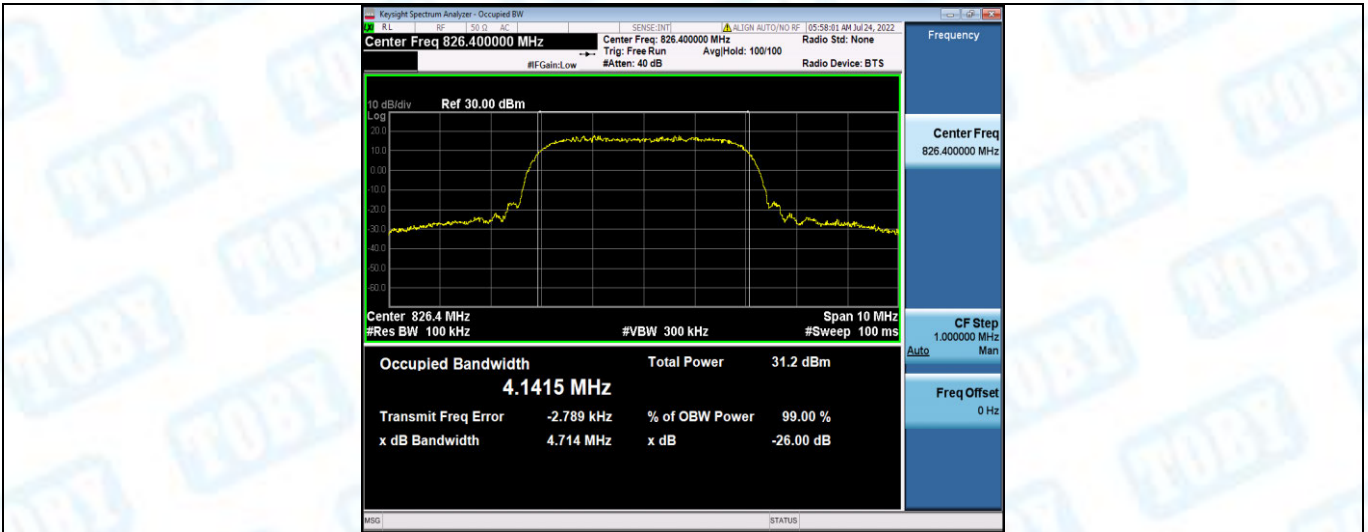 Keysight Spectrum Analyzer - Occupied BW
RL RF 50 Ω AC SENSE:INT ALIGN AUTO/NO RF 05:58:01 AM Jul 24, 2022
Center Freq 826.400000 MHz
Center Freq: 826.400000 MHz Radio Std: None
Trig: Free Run Avg|Hold: 100/100
#IFGain:Low #Atten: 40 dB Radio Device: BTS
10 dB/div Ref 30.00 dBm
Log
20.0
10.0
0.00
-10.0
-20.0
-30.0
-40.0
-50.0
-60.0
Center 826.4 MHz Span 10 MHz
#Res BW 100 kHz #VBW 300 kHz #Sweep 100 ms
Occupied Bandwidth Total Power 31.2 dBm
4.1415 MHz
Transmit Freq Error -2.789 kHz % of OBW Power 99.00 %
x dB Bandwidth 4.714 MHz x dB -26.00 dB
MSG STATUS
Frequency
Center Freq
826.400000 MHz
CF Step
1.000000 MHz
Auto Man
Freq Offset
0 Hz
TOBY